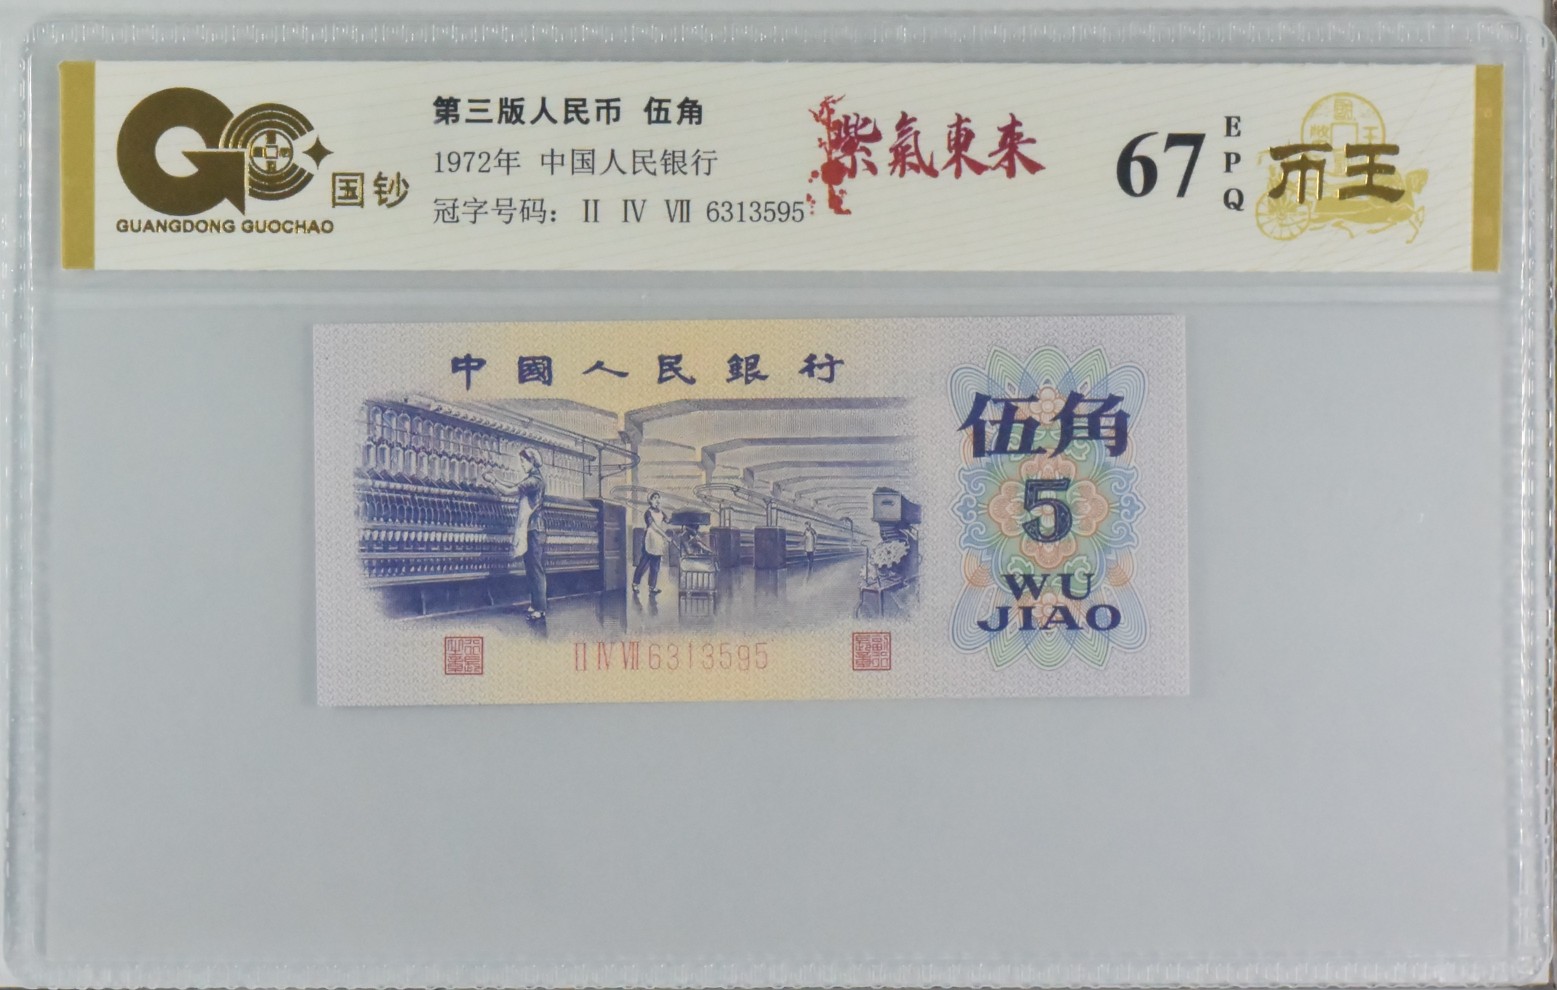 国钞
GUANGDONG GUOCHAO
第三版人民币 伍角
1972年 中国人民银行
冠字号码： Ⅱ Ⅳ Ⅶ 6313595
紫氣東来
67
EPQ
币王
中國人民銀行
伍角
5
WU
JIAO
Ⅱ Ⅳ Ⅶ 6313595